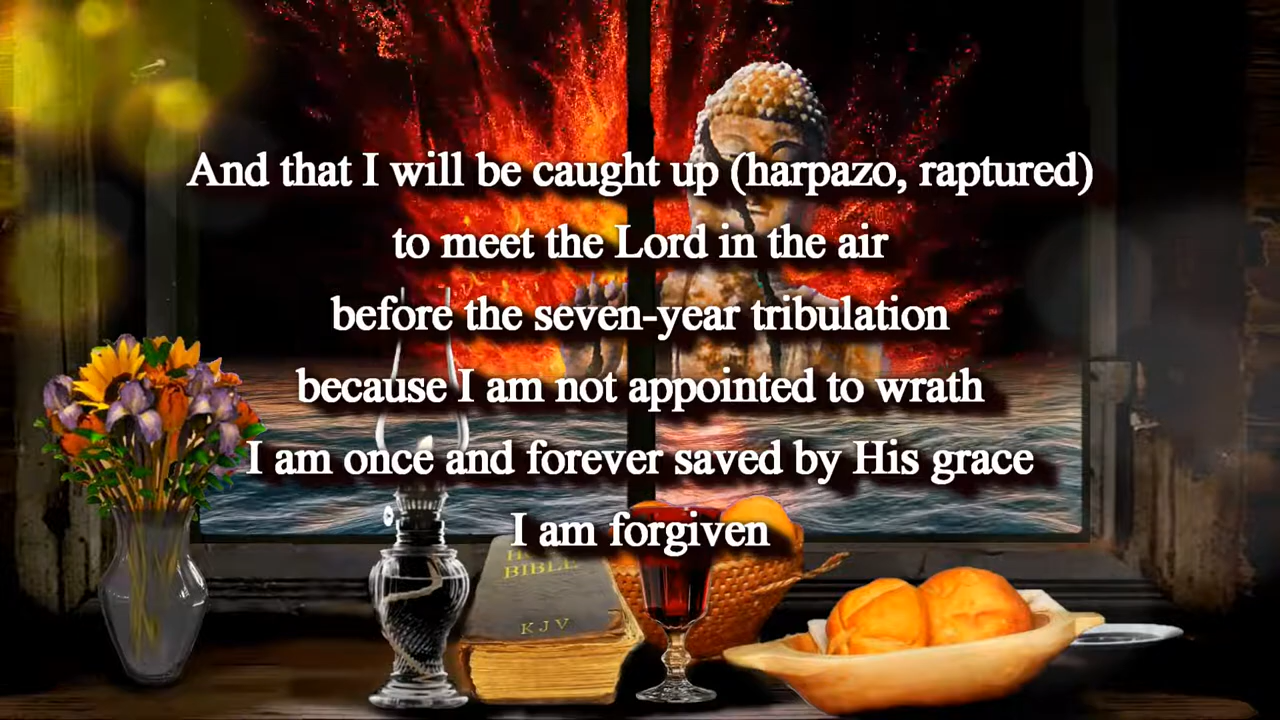 And that I will be caught up (harpazo, raptured)
to meet the Lord in the air
before the seven-year tribulation
because I am not appointed to wrath
I am once and forever saved by His grace
I am forgiven
BIBLE
KJV